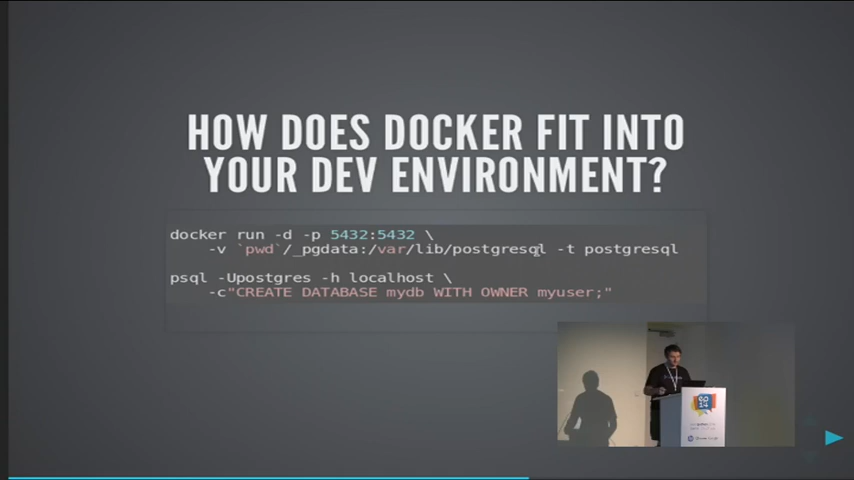 HOW DOES DOCKER FIT INTO
YOUR DEV ENVIRONMENT?
docker run -d -p 5432:5432 \
-v `pwd`/_pgdata:/var/lib/postgresql -t postgresql
psql -Upostgres -h localhost \
-c"CREATE DATABASE mydb WITH OWNER myuser;"